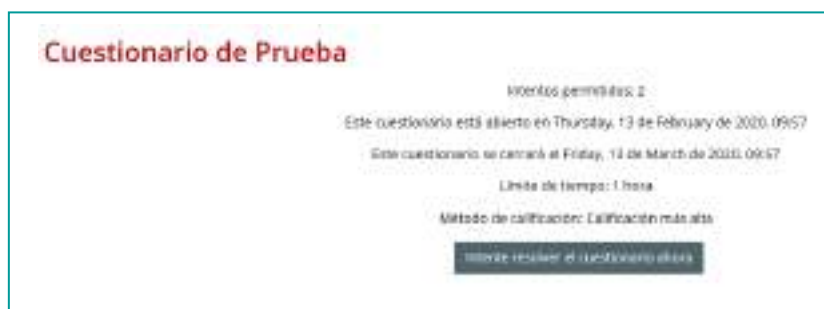 Cuestionario de Prueba
Intentos permitidos: 2
Este cuestionario está abierto en Thursday, 13 de February de 2020, 09:57
Este cuestionario se cerrará el Friday, 13 de March de 2020, 09:57
Límite de tiempo: 1 hora
Método de calificación: Calificación más alta
Intente resolver el cuestionario ahora